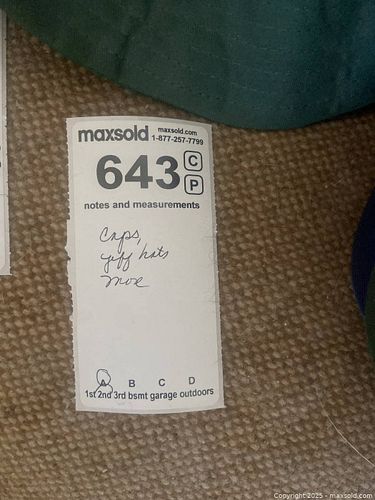 maxsold maxsold.com
1-877-257-7799
643 C
P
notes and measurements
Caps,
hats
more
A B C D
1st 2nd 3rd bsmt garage outdoors
Copyright 2025 - maxsold.com